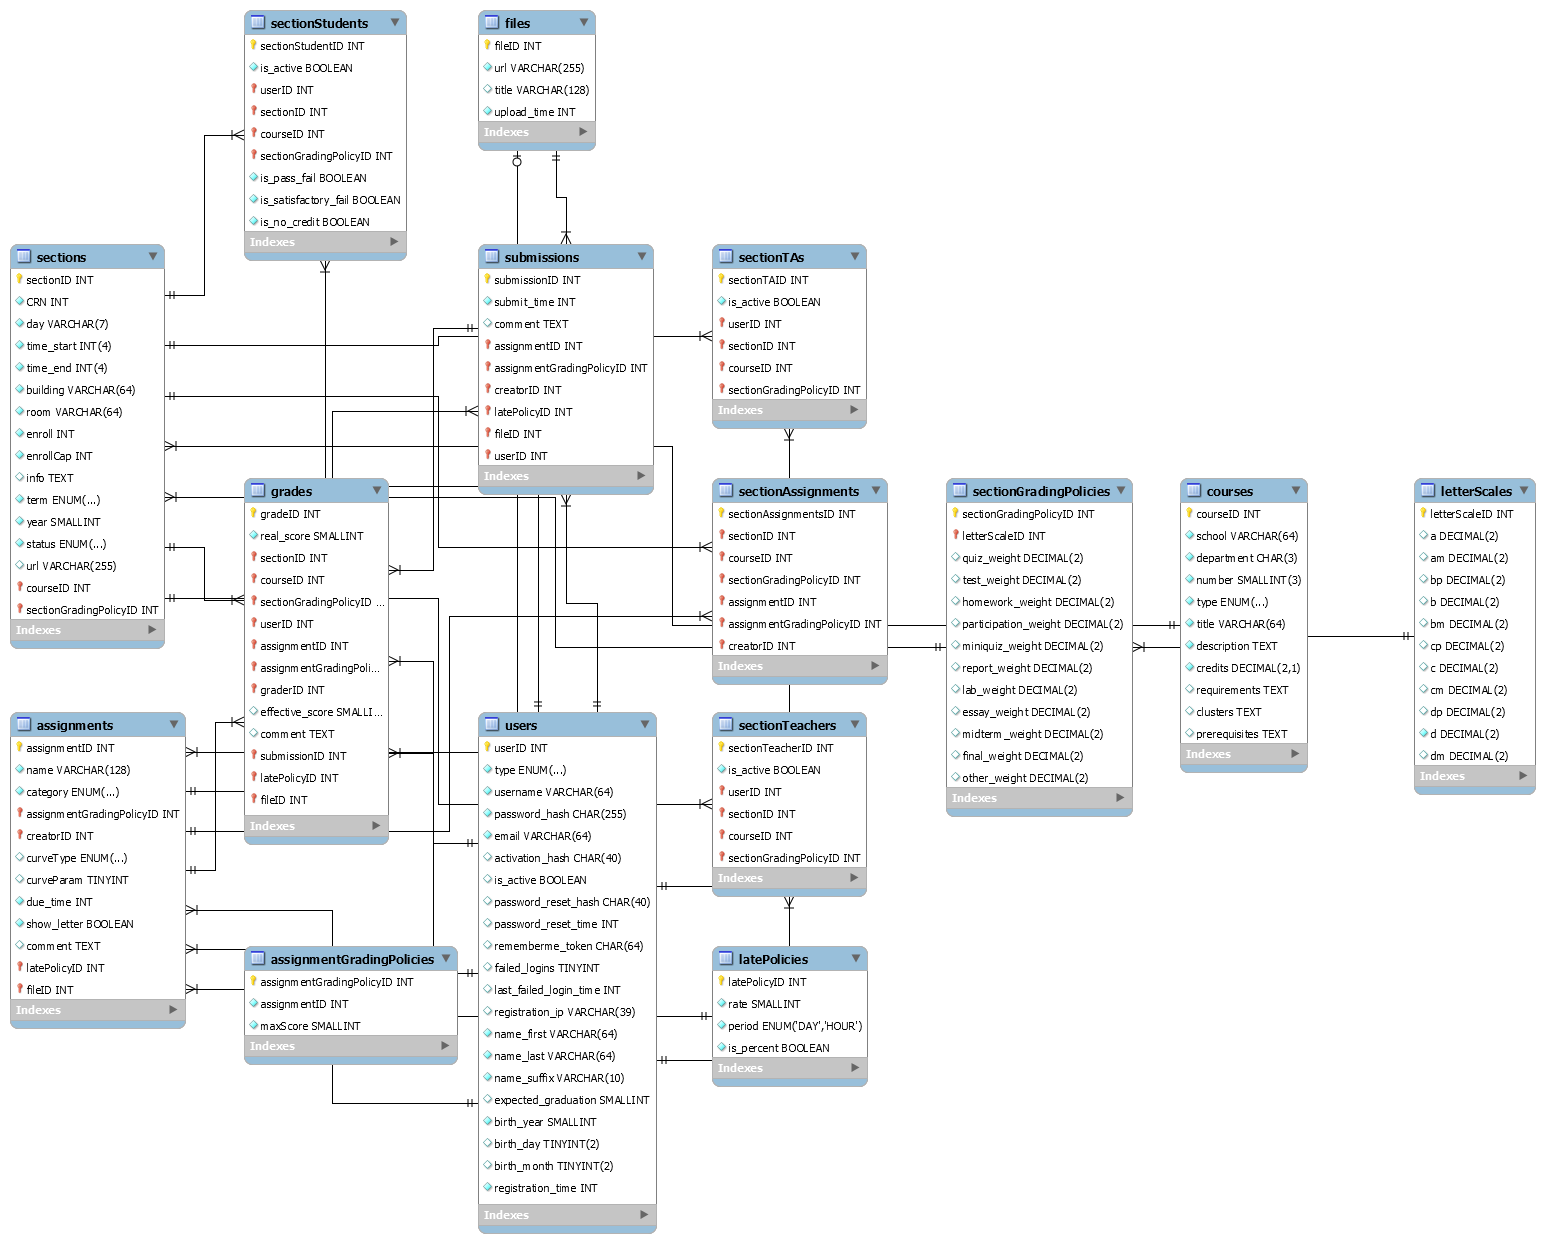 sectionStudents
sectionStudentID INT
is_active BOOLEAN
userID INT
sectionID INT
courseID INT
sectionGradingPolicyID INT
is_pass_fail BOOLEAN
is_satisfactory_fail BOOLEAN
is_no_credit BOOLEAN
Indexes
files
fileID INT
url VARCHAR(255)
title VARCHAR(128)
upload_time INT
Indexes
sections
sectionID INT
CRN INT
day VARCHAR(7)
time_start INT(4)
time_end INT(4)
building VARCHAR(64)
room VARCHAR(64)
enroll INT
enrollCap INT
info TEXT
term ENUM(...)
year SMALLINT
status ENUM(...)
url VARCHAR(255)
courseID INT
sectionGradingPolicyID INT
Indexes
submissions
submissionID INT
submit_time INT
comment TEXT
assignmentID INT
assignmentGradingPolicyID INT
creatorID INT
latePolicyID INT
fileID INT
userID INT
Indexes
sectionTAs
sectionTAID INT
is_active BOOLEAN
userID INT
sectionID INT
courseID INT
sectionGradingPolicyID INT
Indexes
grades
gradeID INT
real_score SMALLINT
sectionID INT
courseID INT
sectionGradingPolicyID ...
userID INT
assignmentID INT
assignmentGradingPoli...
graderID INT
effective_score SMALLI...
comment TEXT
submissionID INT
latePolicyID INT
fileID INT
Indexes
sectionAssignments
sectionAssignmentsID INT
sectionID INT
courseID INT
sectionGradingPolicyID INT
assignmentID INT
assignmentGradingPolicyID INT
creatorID INT
Indexes
sectionGradingPolicies
sectionGradingPolicyID INT
letterScaleID INT
quiz_weight DECIMAL(2)
test_weight DECIMAL(2)
homework_weight DECIMAL(2)
participation_weight DECIMAL(2)
miniquiz_weight DECIMAL(2)
report_weight DECIMAL(2)
lab_weight DECIMAL(2)
essay_weight DECIMAL(2)
midterm_weight DECIMAL(2)
final_weight DECIMAL(2)
other_weight DECIMAL(2)
Indexes
courses
courseID INT
school VARCHAR(64)
department CHAR(3)
number SMALLINT(3)
type ENUM(...)
title VARCHAR(64)
description TEXT
credits DECIMAL(2,1)
requirements TEXT
clusters TEXT
prerequisites TEXT
Indexes
letterScales
letterScaleID INT
a DECIMAL(2)
am DECIMAL(2)
bp DECIMAL(2)
b DECIMAL(2)
bm DECIMAL(2)
cp DECIMAL(2)
c DECIMAL(2)
cm DECIMAL(2)
dp DECIMAL(2)
d DECIMAL(2)
dm DECIMAL(2)
Indexes
assignments
assignmentID INT
name VARCHAR(128)
category ENUM(...)
assignmentGradingPolicyID INT
creatorID INT
curveType ENUM(...)
curveParam TINYINT
due_time INT
show_letter BOOLEAN
comment TEXT
latePolicyID INT
fileID INT
Indexes
users
userID INT
type ENUM(...)
username VARCHAR(64)
password_hash CHAR(255)
email VARCHAR(64)
activation_hash CHAR(40)
is_active BOOLEAN
password_reset_hash CHAR(40)
password_reset_time INT
rememberme_token CHAR(64)
failed_logins TINYINT
last_failed_login_time INT
registration_ip VARCHAR(39)
name_first VARCHAR(64)
name_last VARCHAR(64)
name_suffix VARCHAR(10)
expected_graduation SMALLINT
birth_year SMALLINT
birth_day TINYINT(2)
birth_month TINYINT(2)
registration_time INT
Indexes
sectionTeachers
sectionTeacherID INT
is_active BOOLEAN
userID INT
sectionID INT
courseID INT
sectionGradingPolicyID INT
Indexes
assignmentGradingPolicies
assignmentGradingPolicyID INT
assignmentID INT
maxScore SMALLINT
Indexes
latePolicies
latePolicyID INT
rate SMALLINT
period ENUM('DAY','HOUR')
is_percent BOOLEAN
Indexes